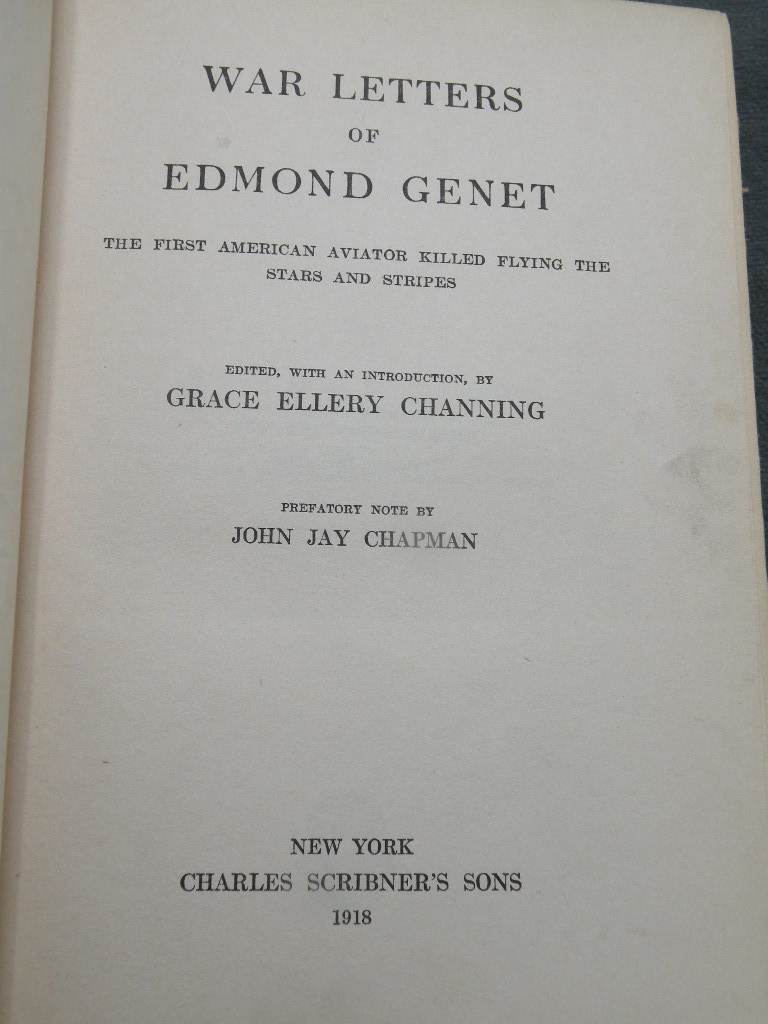 WAR LETTERS
OF
EDMOND GENET
THE FIRST AMERICAN AVIATOR KILLED FLYING THE
STARS AND STRIPES
EDITED, WITH AN INTRODUCTION, BY
GRACE ELLERY CHANNING
PREFATORY NOTE BY
JOHN JAY CHAPMAN
NEW YORK
CHARLES SCRIBNER'S SONS
1918